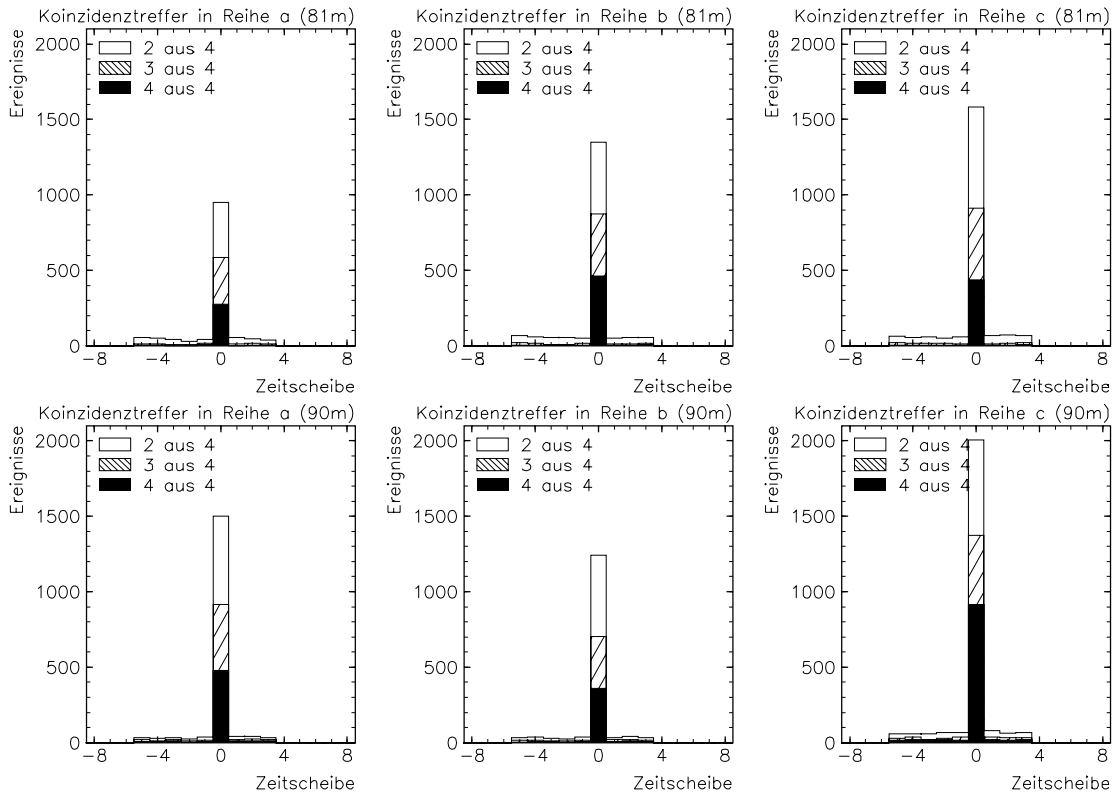 Koinzidenztreffer in Reihe a (81m)
Ereignisse
2 aus 4
3 aus 4
4 aus 4
2000
1500
1000
500
0
−8 −4 0 4 8
Zeitscheibe
Koinzidenztreffer in Reihe b (81m)
Ereignisse
2 aus 4
3 aus 4
4 aus 4
2000
1500
1000
500
0
−8 −4 0 4 8
Zeitscheibe
Koinzidenztreffer in Reihe c (81m)
Ereignisse
2 aus 4
3 aus 4
4 aus 4
2000
1500
1000
500
0
−8 −4 0 4 8
Zeitscheibe
Koinzidenztreffer in Reihe a (90m)
Ereignisse
2 aus 4
3 aus 4
4 aus 4
2000
1500
1000
500
0
−8 −4 0 4 8
Zeitscheibe
Koinzidenztreffer in Reihe b (90m)
Ereignisse
2 aus 4
3 aus 4
4 aus 4
2000
1500
1000
500
0
−8 −4 0 4 8
Zeitscheibe
Koinzidenztreffer in Reihe c (90m)
Ereignisse
2 aus 4
3 aus 4
4 aus 4
2000
1500
1000
500
0
−8 −4 0 4 8
Zeitscheibe